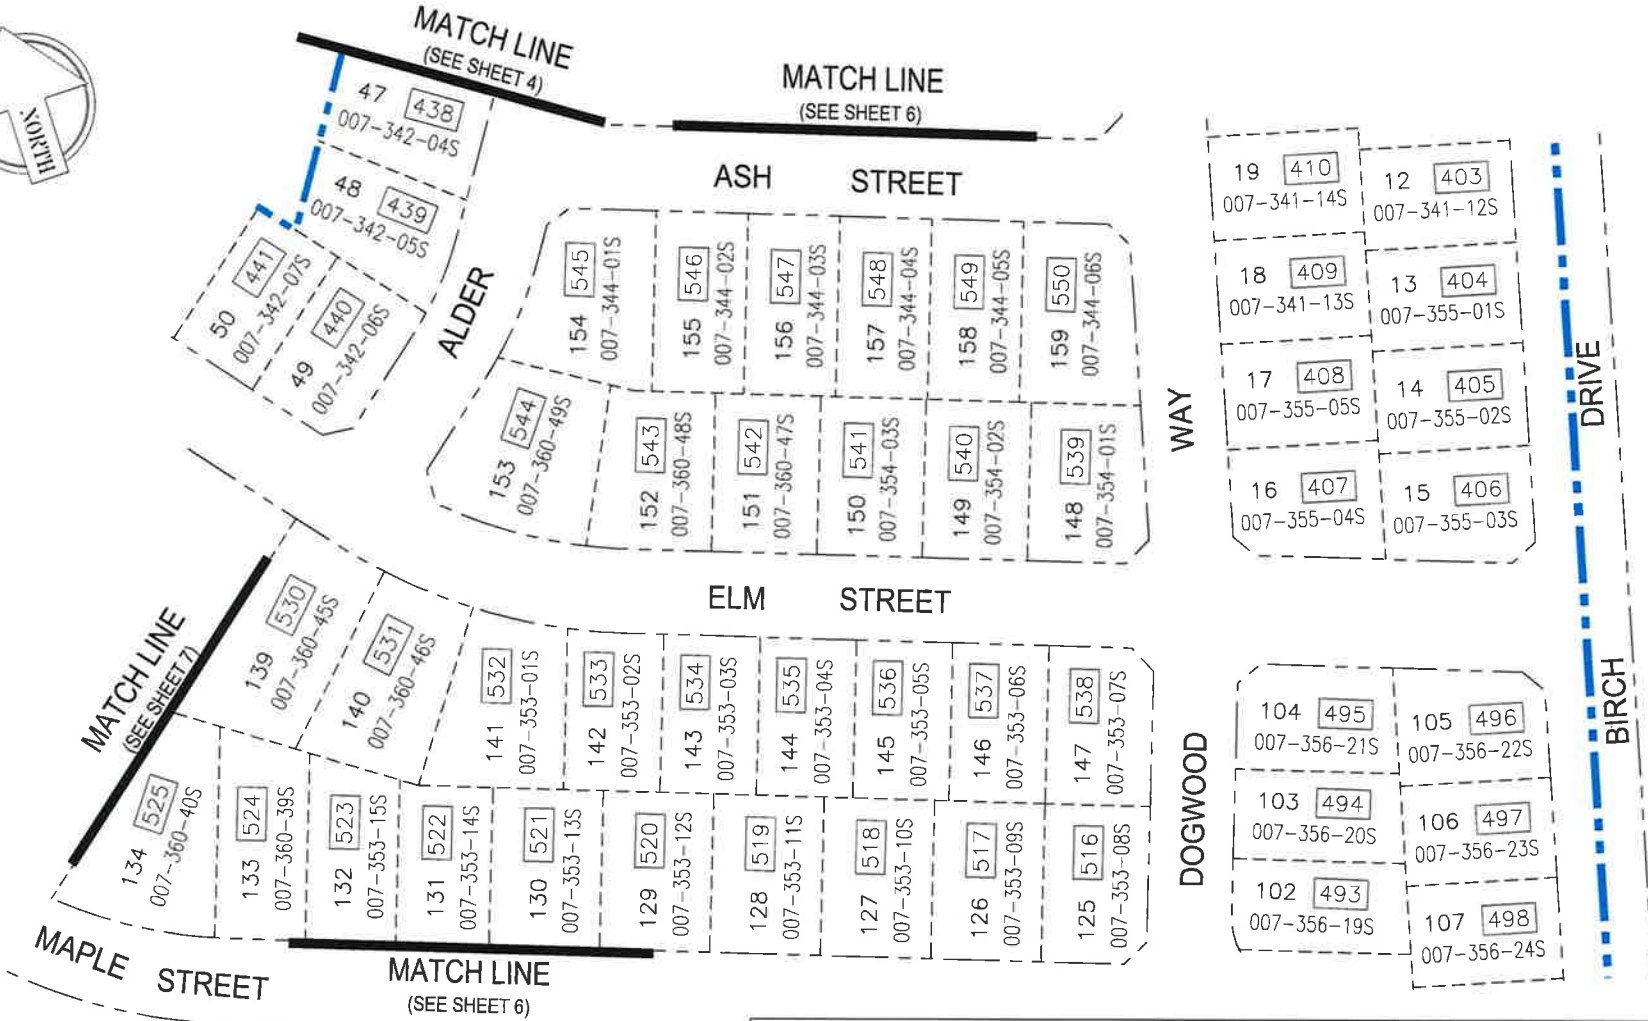 NORTH
MATCH LINE
(SEE SHEET 4)
MATCH LINE
(SEE SHEET 6)
47 438
007-342-04S
48 439
007-342-05S
50 441
007-342-07S
49 440
007-342-06S
ALDER
ASH STREET
154 545
007-344-01S
155 546
007-344-02S
156 547
007-344-03S
157 548
007-344-04S
158 549
007-344-05S
159 550
007-344-06S
153 544
007-360-49S
152 543
007-360-48S
151 542
007-360-47S
150 541
007-354-03S
149 540
007-354-02S
148 539
007-354-01S
WAY
19 410
007-341-14S
12 403
007-341-12S
18 409
007-341-13S
13 404
007-355-01S
17 408
007-355-05S
14 405
007-355-02S
16 407
007-355-04S
15 406
007-355-03S
DRIVE
ELM STREET
MATCH LINE
(SEE SHEET 7)
139 530
007-360-45S
140 531
007-360-46S
141 532
007-353-01S
142 533
007-353-02S
143 534
007-353-03S
144 535
007-353-04S
145 536
007-353-05S
146 537
007-353-06S
147 538
007-353-07S
134 525
007-360-40S
133 524
007-360-39S
132 523
007-353-15S
131 522
007-353-14S
130 521
007-353-13S
129 520
007-353-12S
128 519
007-353-11S
127 518
007-353-10S
126 517
007-353-09S
125 516
007-353-08S
DOGWOOD
104 495
007-356-21S
105 496
007-356-22S
103 494
007-356-20S
106 497
007-356-23S
102 493
007-356-19S
107 498
007-356-24S
BIRCH
MAPLE STREET
MATCH LINE
(SEE SHEET 6)